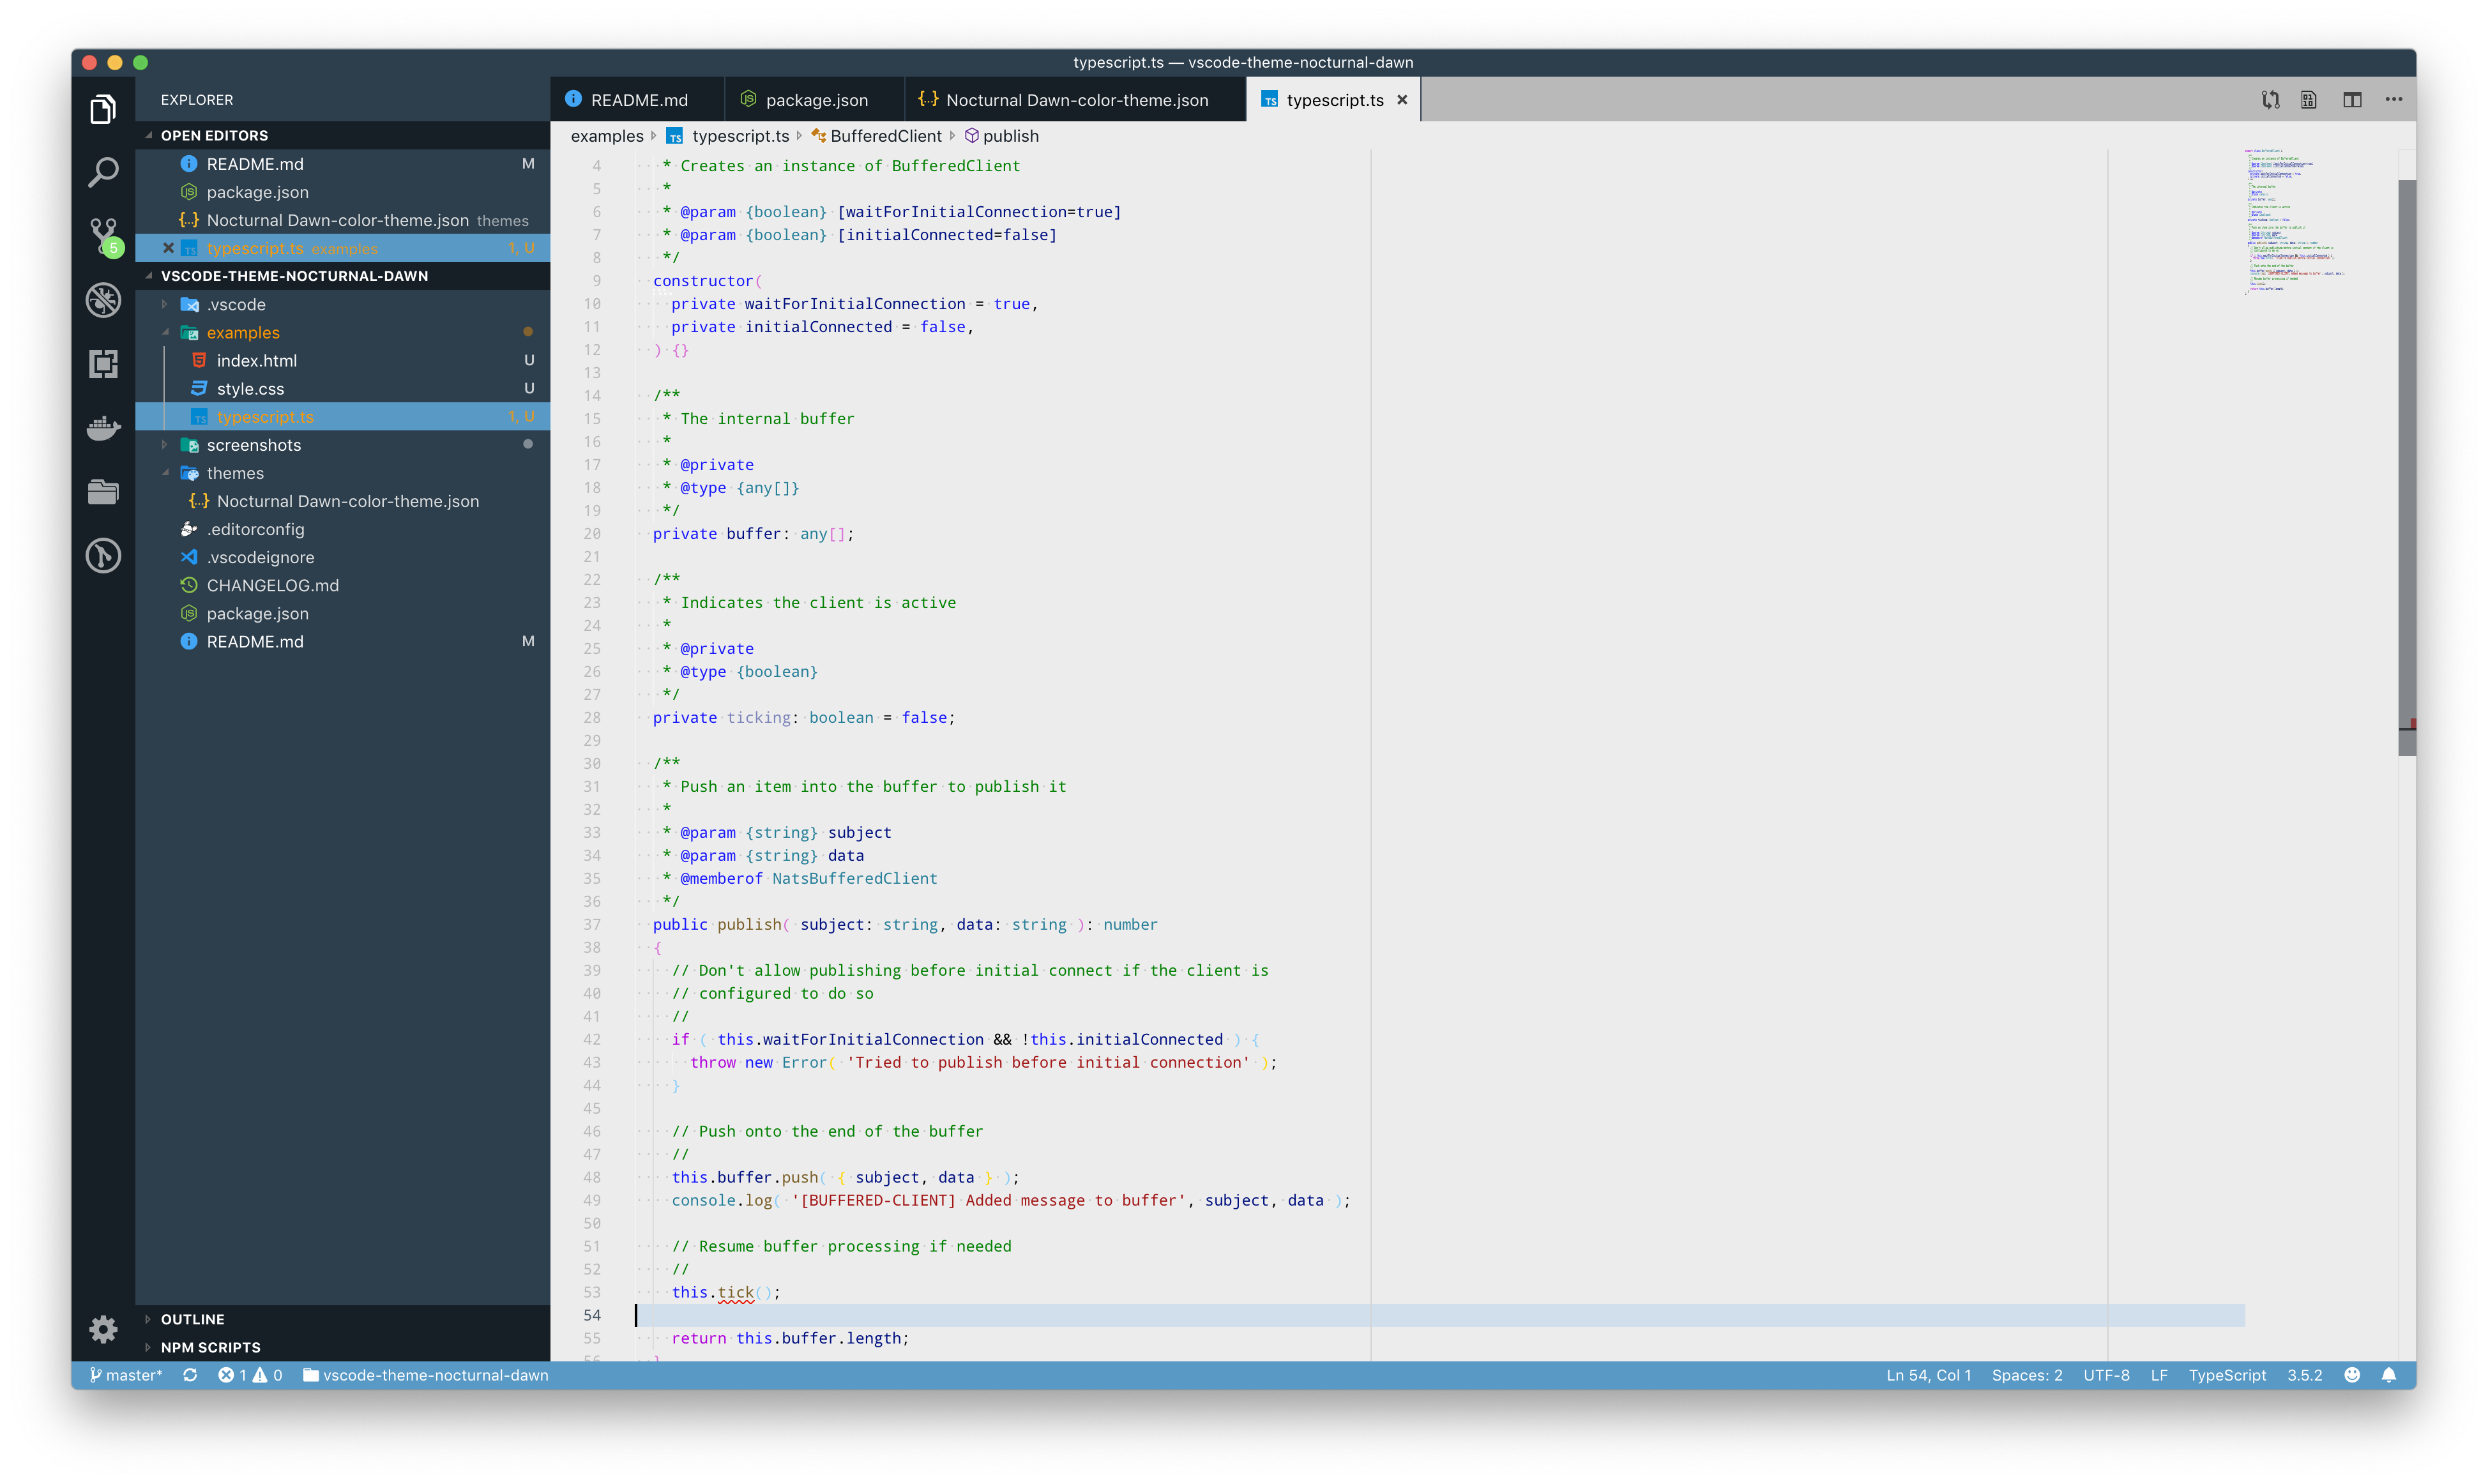 typescript.ts — vscode-theme-nocturnal-dawn
EXPLORER
OPEN EDITORS
README.md M
package.json
Nocturnal Dawn-color-theme.json themes
typescript.ts examples 1, U
VSCODE-THEME-NOCTURNAL-DAWN
.vscode
examples
index.html U
style.css U
typescript.ts 1, U
screenshots
themes
Nocturnal Dawn-color-theme.json
.editorconfig
.vscodeignore
CHANGELOG.md
package.json
README.md M
OUTLINE
NPM SCRIPTS
5
README.md package.json Nocturnal Dawn-color-theme.json typescript.ts
examples typescript.ts BufferedClient publish
4 * Creates an instance of BufferedClient
5 *
6 * @param {boolean} [waitForInitialConnection=true]
7 * @param {boolean} [initialConnected=false]
8 */
9 constructor(
10 private waitForInitialConnection = true,
11 private initialConnected = false,
12 ) {}
13
14 /**
15 * The internal buffer
16 *
17 * @private
18 * @type {any[]}
19 */
20 private buffer: any[];
21
22 /**
23 * Indicates the client is active
24 *
25 * @private
26 * @type {boolean}
27 */
28 private ticking: boolean = false;
29
30 /**
31 * Push an item into the buffer to publish it
32 *
33 * @param {string} subject
34 * @param {string} data
35 * @memberof NatsBufferedClient
36 */
37 public publish( subject: string, data: string ): number
38 {
39 // Don't allow publishing before initial connect if the client is
40 // configured to do so
41 //
42 if ( this.waitForInitialConnection && !this.initialConnected ) {
43 throw new Error( 'Tried to publish before initial connection' );
44 }
45
46 // Push onto the end of the buffer
47 //
48 this.buffer.push( { subject, data } );
49 console.log( '[BUFFERED-CLIENT] Added message to buffer', subject, data );
50
51 // Resume buffer processing if needed
52 //
53 this.tick();
54
55 return this.buffer.length;
56 }
master* 1 0 vscode-theme-nocturnal-dawn Ln 54, Col 1 Spaces: 2 UTF-8 LF TypeScript 3.5.2